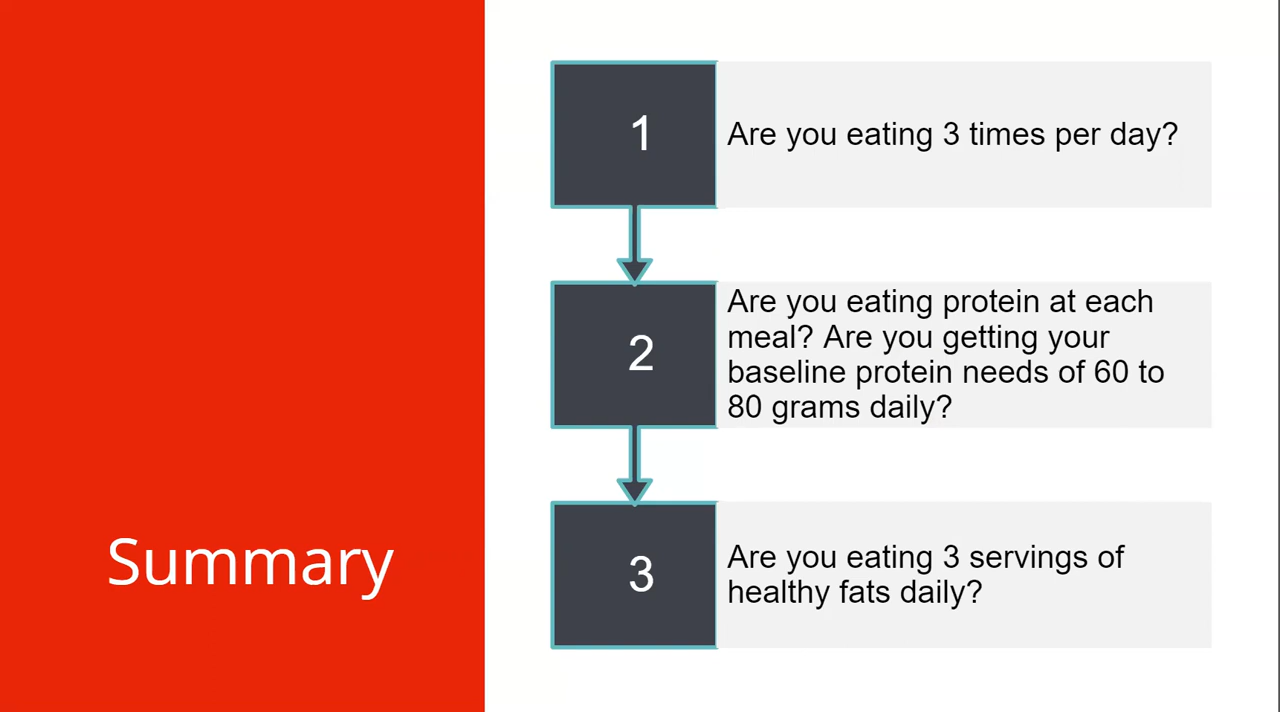 Summary
1
Are you eating 3 times per day?
2
Are you eating protein at each
meal? Are you getting your
baseline protein needs of 60 to
80 grams daily?
3
Are you eating 3 servings of
healthy fats daily?